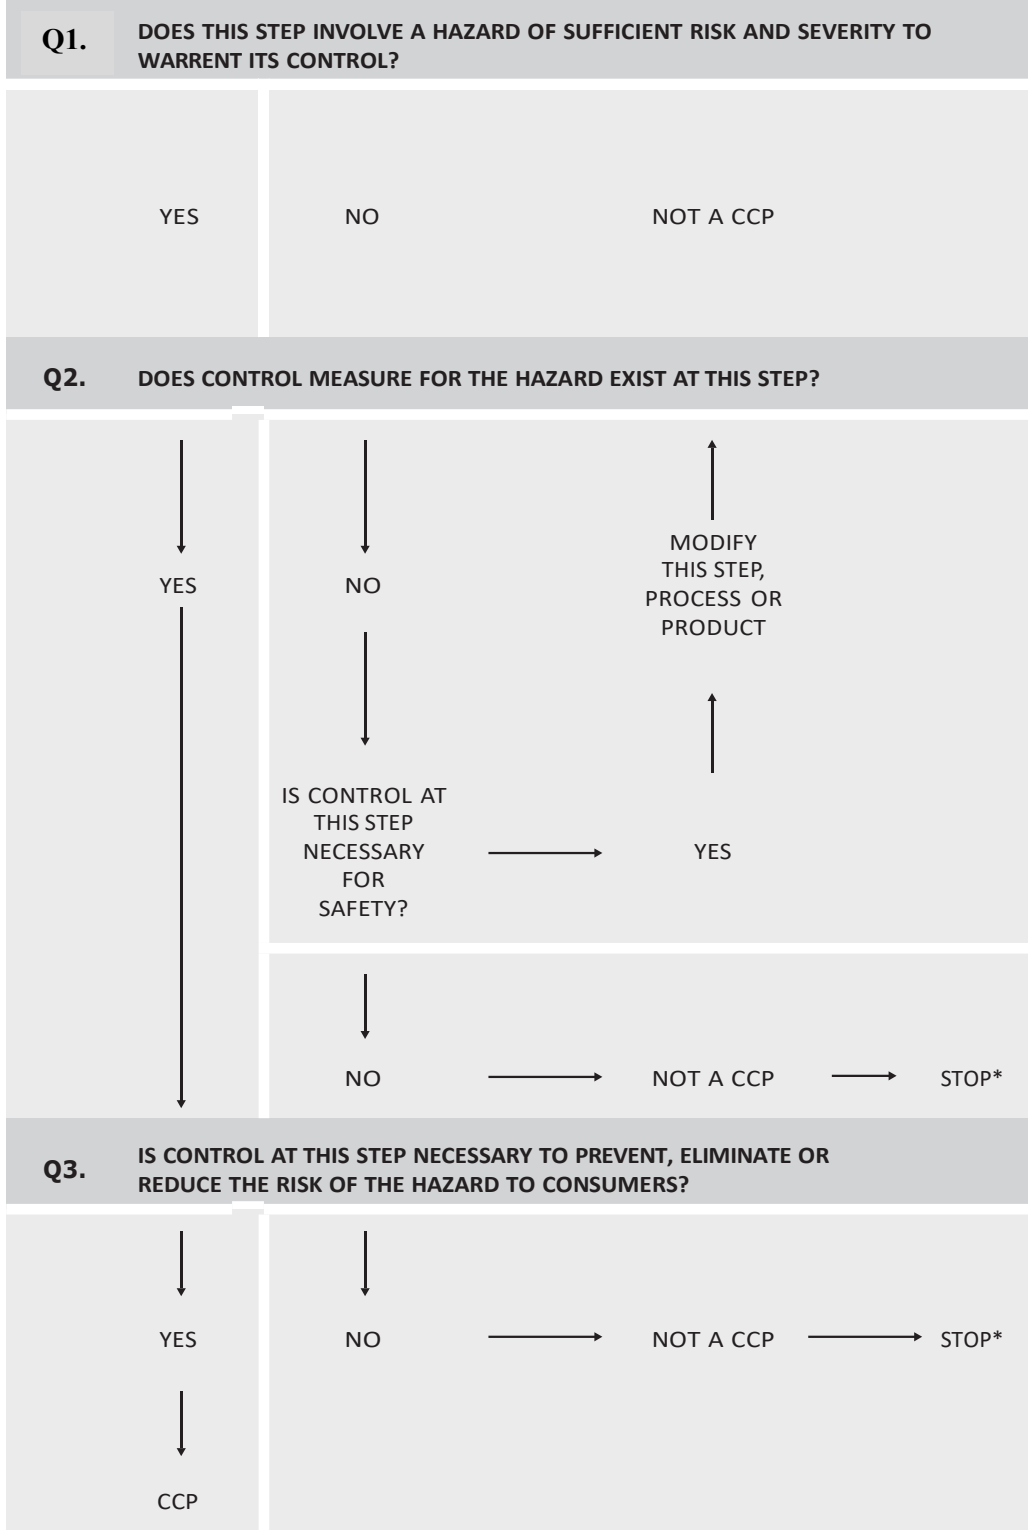 Q1. DOES THIS STEP INVOLVE A HAZARD OF SUFFICIENT RISK AND SEVERITY TO
WARRENT ITS CONTROL?
YES NO NOT A CCP
Q2. DOES CONTROL MEASURE FOR THE HAZARD EXIST AT THIS STEP?
YES
NO
MODIFY
THIS STEP,
PROCESS OR
PRODUCT
IS CONTROL AT
THIS STEP
NECESSARY
FOR
SAFETY?
YES
NO NOT A CCP STOP*
Q3. IS CONTROL AT THIS STEP NECESSARY TO PREVENT, ELIMINATE OR
REDUCE THE RISK OF THE HAZARD TO CONSUMERS?
YES NO NOT A CCP STOP*
CCP